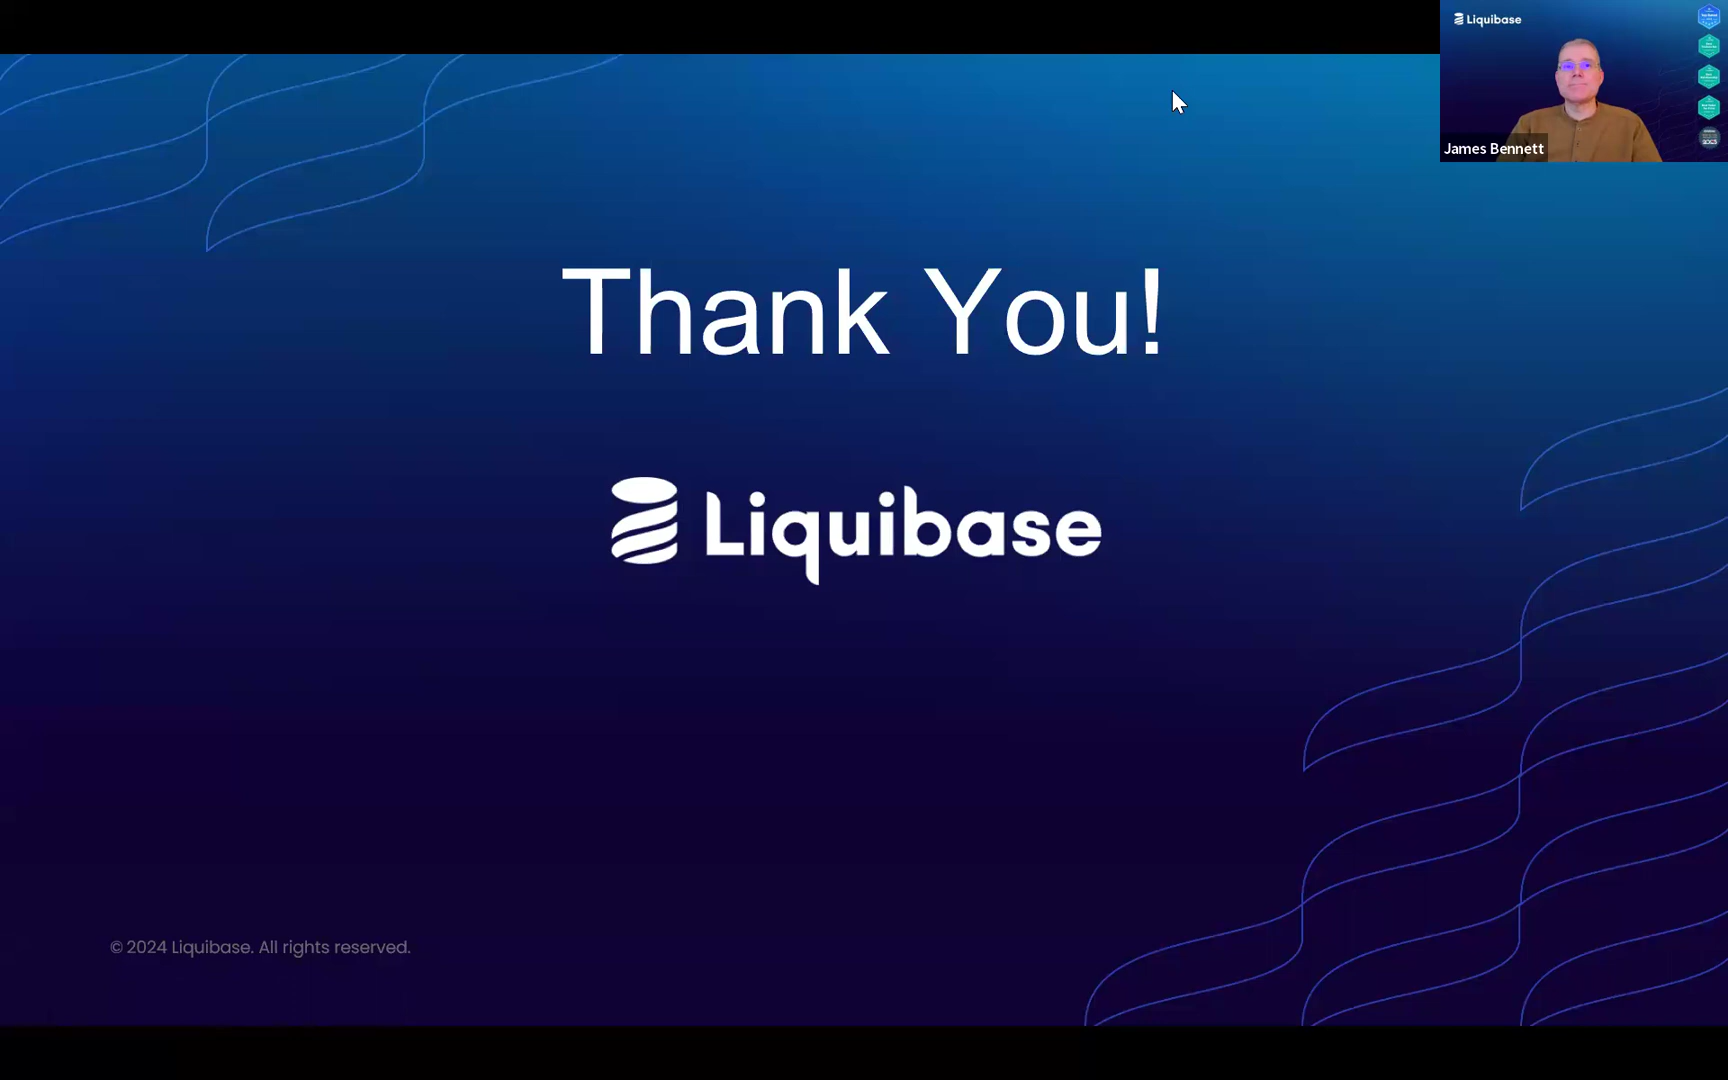 Liquibase
James Bennett
Thank You!
Liquibase
© 2024 Liquibase. All rights reserved.